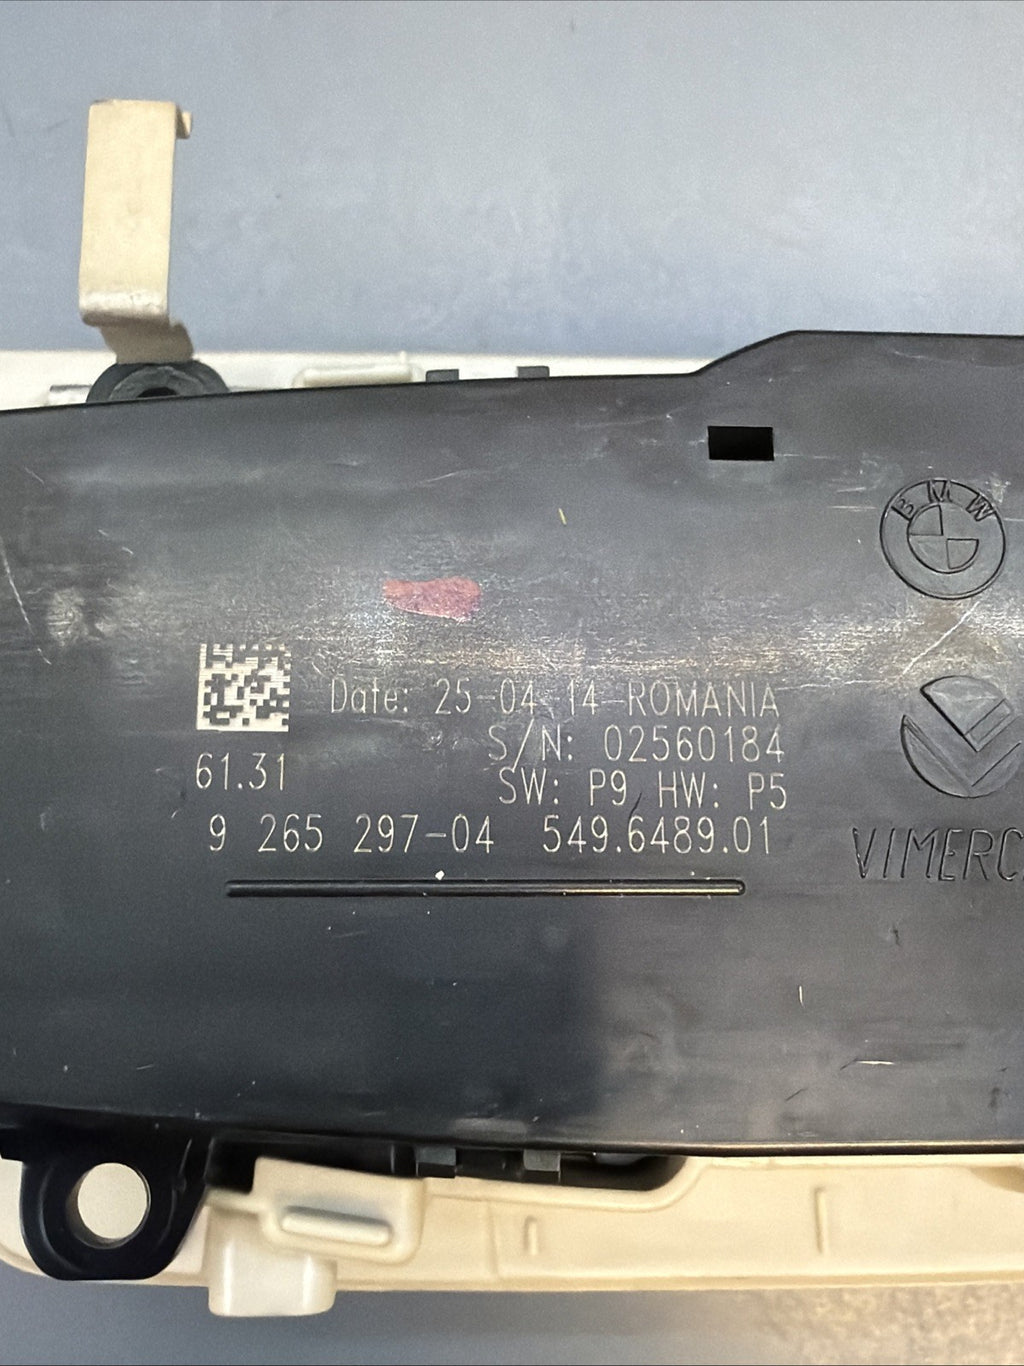 BMW
Date: 25-04-14 ROMANIA
S/N: 02560184
61.31
SW: P9 HW: P5
9 265 297-04 549.6489.01
VIMERC